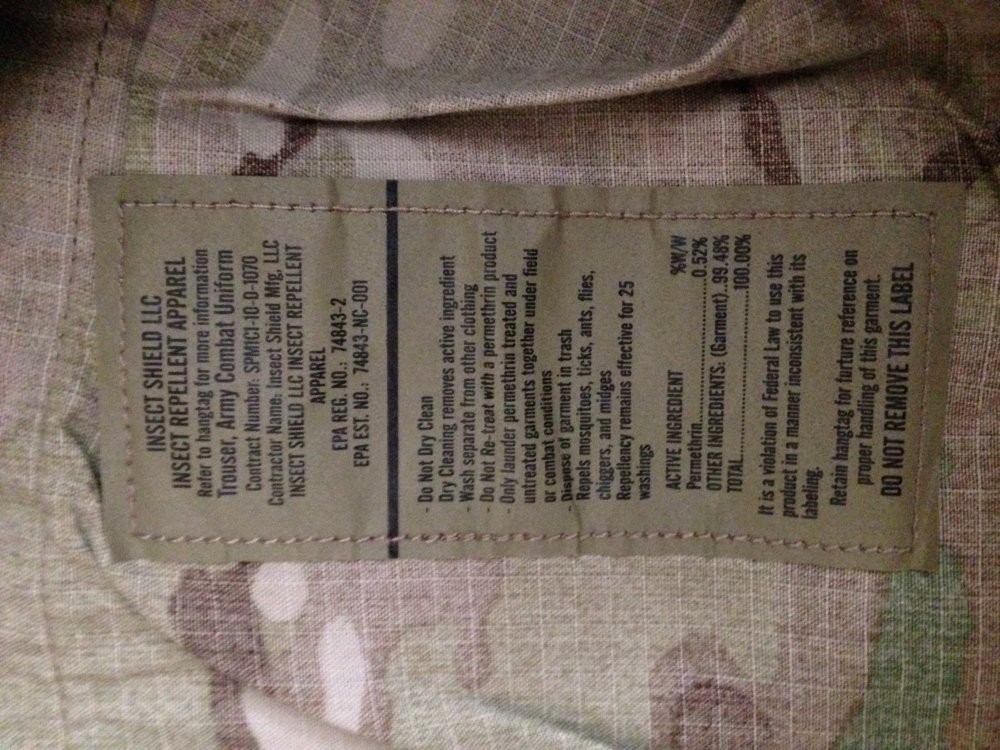 INSECT SHIELD LLC
INSECT REPELLENT APPAREL
Refer to hangtag for more information
Trouser, Army Combat Uniform
Contract Number: SPM1C1-10-D-1070
Contractor Name: Insect Shield Mfg, LLC
INSECT SHIELD LLC INSECT REPELLENT
APPAREL
EPA REG. NO.: 74843-2
EPA EST. NO.: 74843-NC-001
- Do Not Dry Clean
Dry Cleaning removes active ingredient
- Wash separate from other clothing
- Do Not Re-treat with a permethrin product
- Only launder permethrin treated and
untreated garments together under field
or combat conditions
- Dispose of garment in trash
Repels mosquitoes, ticks, ants, flies,
chiggers, and midges
Repellency remains effective for 25
washings
ACTIVE INGREDIENT %W/W
Permethrin..............................0.52%
OTHER INGREDIENTS. (Garment)..99.48%
TOTAL..............................100.00%
It is a violation of Federal Law to use this
product in a manner inconsistent with its
labeling.
Retain hangtag for furture reference on
proper handling of this garment.
DO NOT REMOVE THIS LABEL